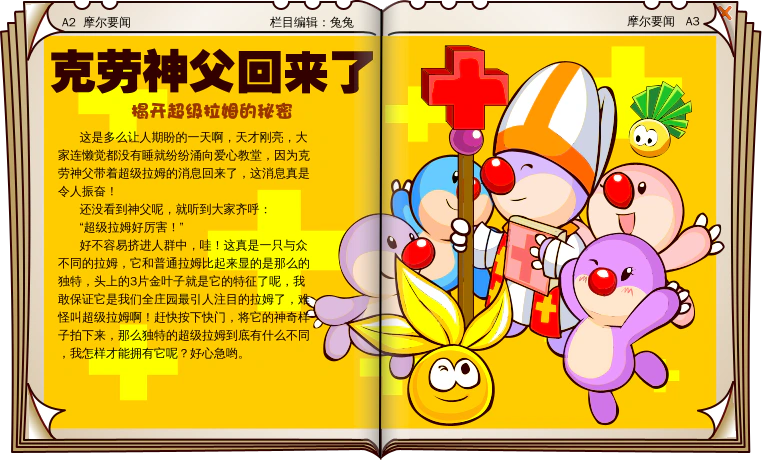 A2 摩尔要闻
栏目编辑：兔兔
摩尔要闻 A3
克劳神父回来了
揭开超级拉姆的秘密
这是多么让人期盼的一天啊，天才刚亮，大
家连懒觉都没有睡就纷纷涌向爱心教堂，因为克
劳神父带着超级拉姆的消息回来了，这消息真是
令人振奋！
还没看到神父呢，就听到大家齐呼：
“超级拉姆好厉害！”
好不容易挤进人群中，哇！这真是一只与众
不同的拉姆，它和普通拉姆比起来显的是那么的
独特，头上的3片金叶子就是它的特征了呢，我
敢保证它是我们全庄园最引人注目的拉姆了，难
怪叫超级拉姆啊！赶快按下快门，将它的神奇样
子拍下来，那么独特的超级拉姆到底有什么不同
，我怎样才能拥有它呢？好心急哟。